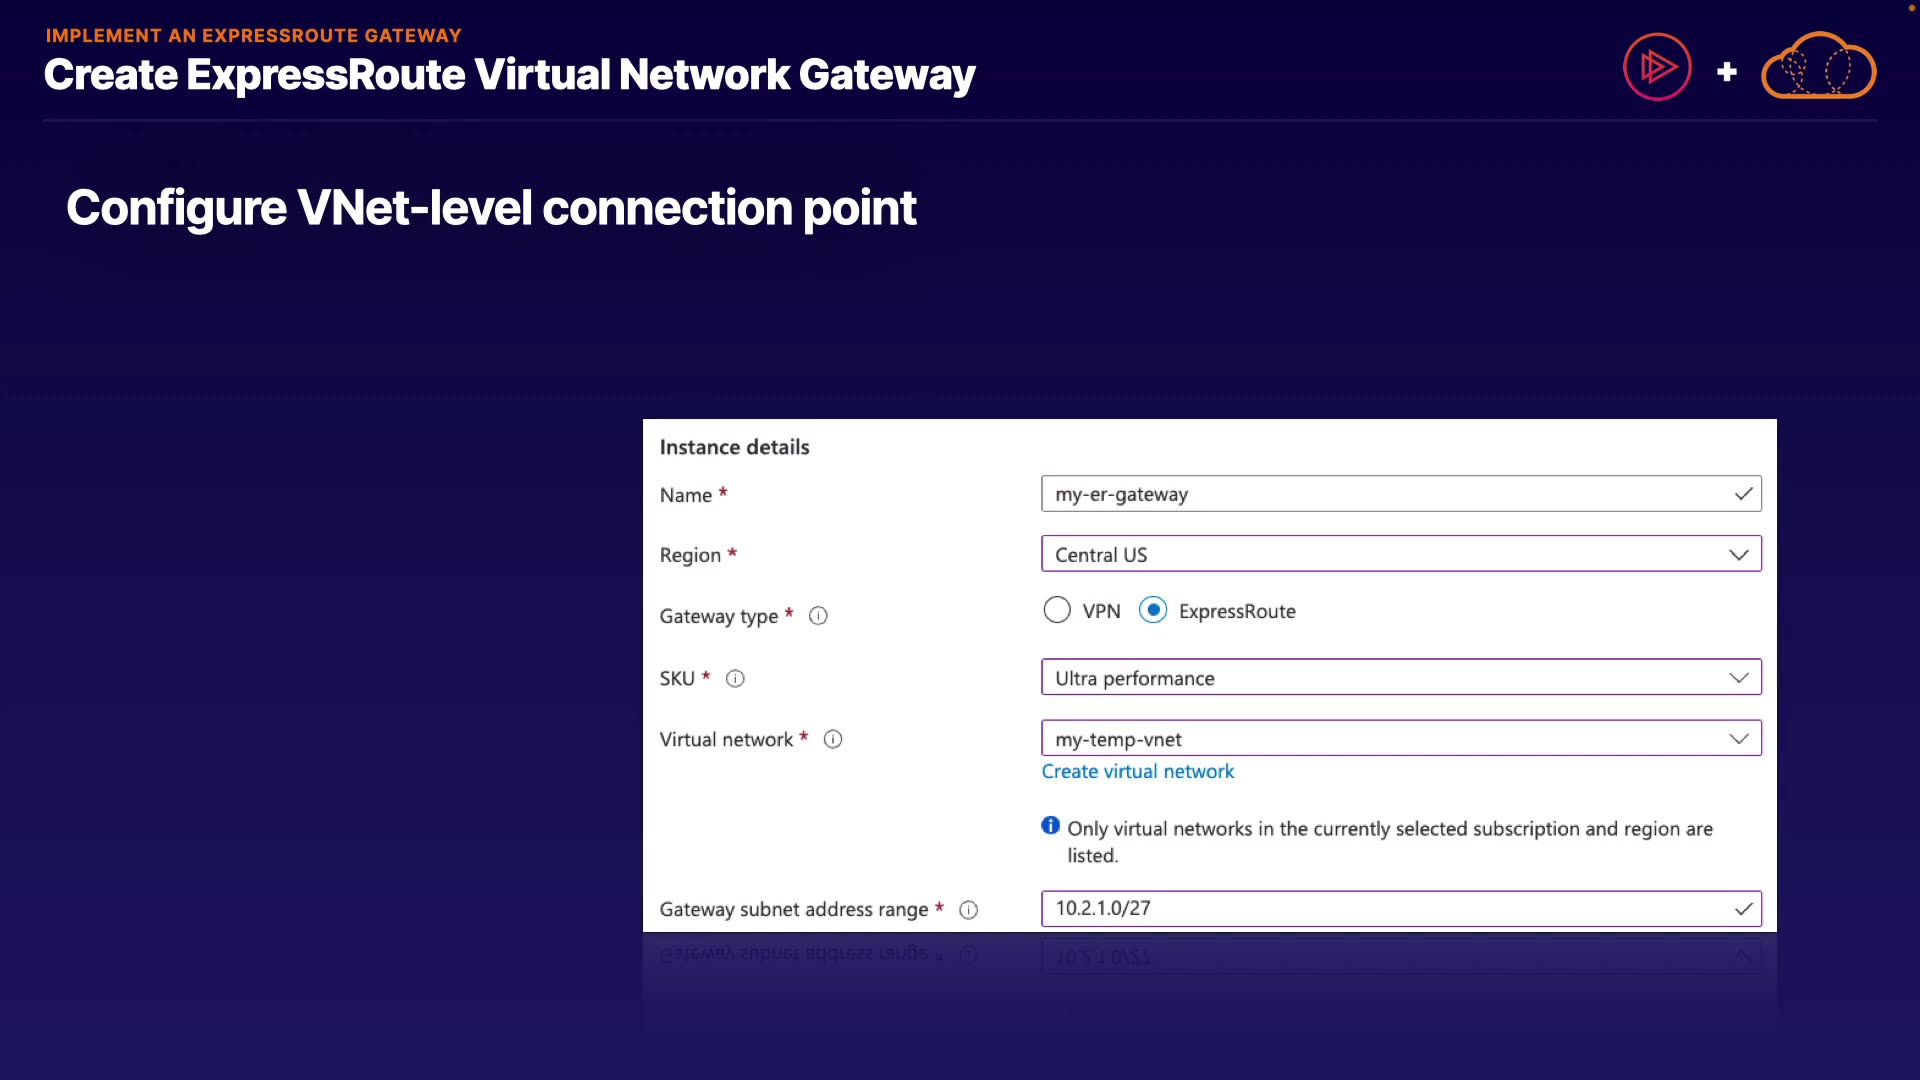 IMPLEMENT AN EXPRESSROUTE GATEWAY
Create ExpressRoute Virtual Network Gateway
Configure VNet-level connection point
Instance details
Name *
my-er-gateway
Region *
Central US
Gateway type *
VPN ExpressRoute
SKU *
Ultra performance
Virtual network *
my-temp-vnet
Create virtual network
Only virtual networks in the currently selected subscription and region are
listed.
Gateway subnet address range *
10.2.1.0/27